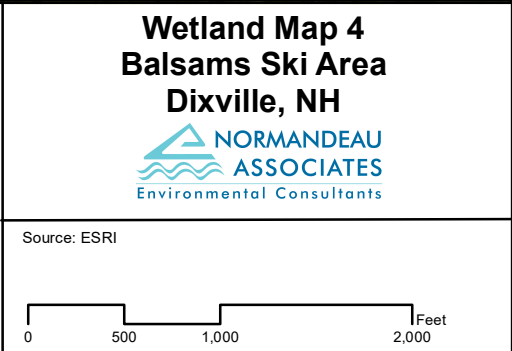 Wetland Map 4
Balsams Ski Area
Dixville, NH
NORMANDEAU
ASSOCIATES
Environmental Consultants
Source: ESRI
Feet
0 500 1,000 2,000